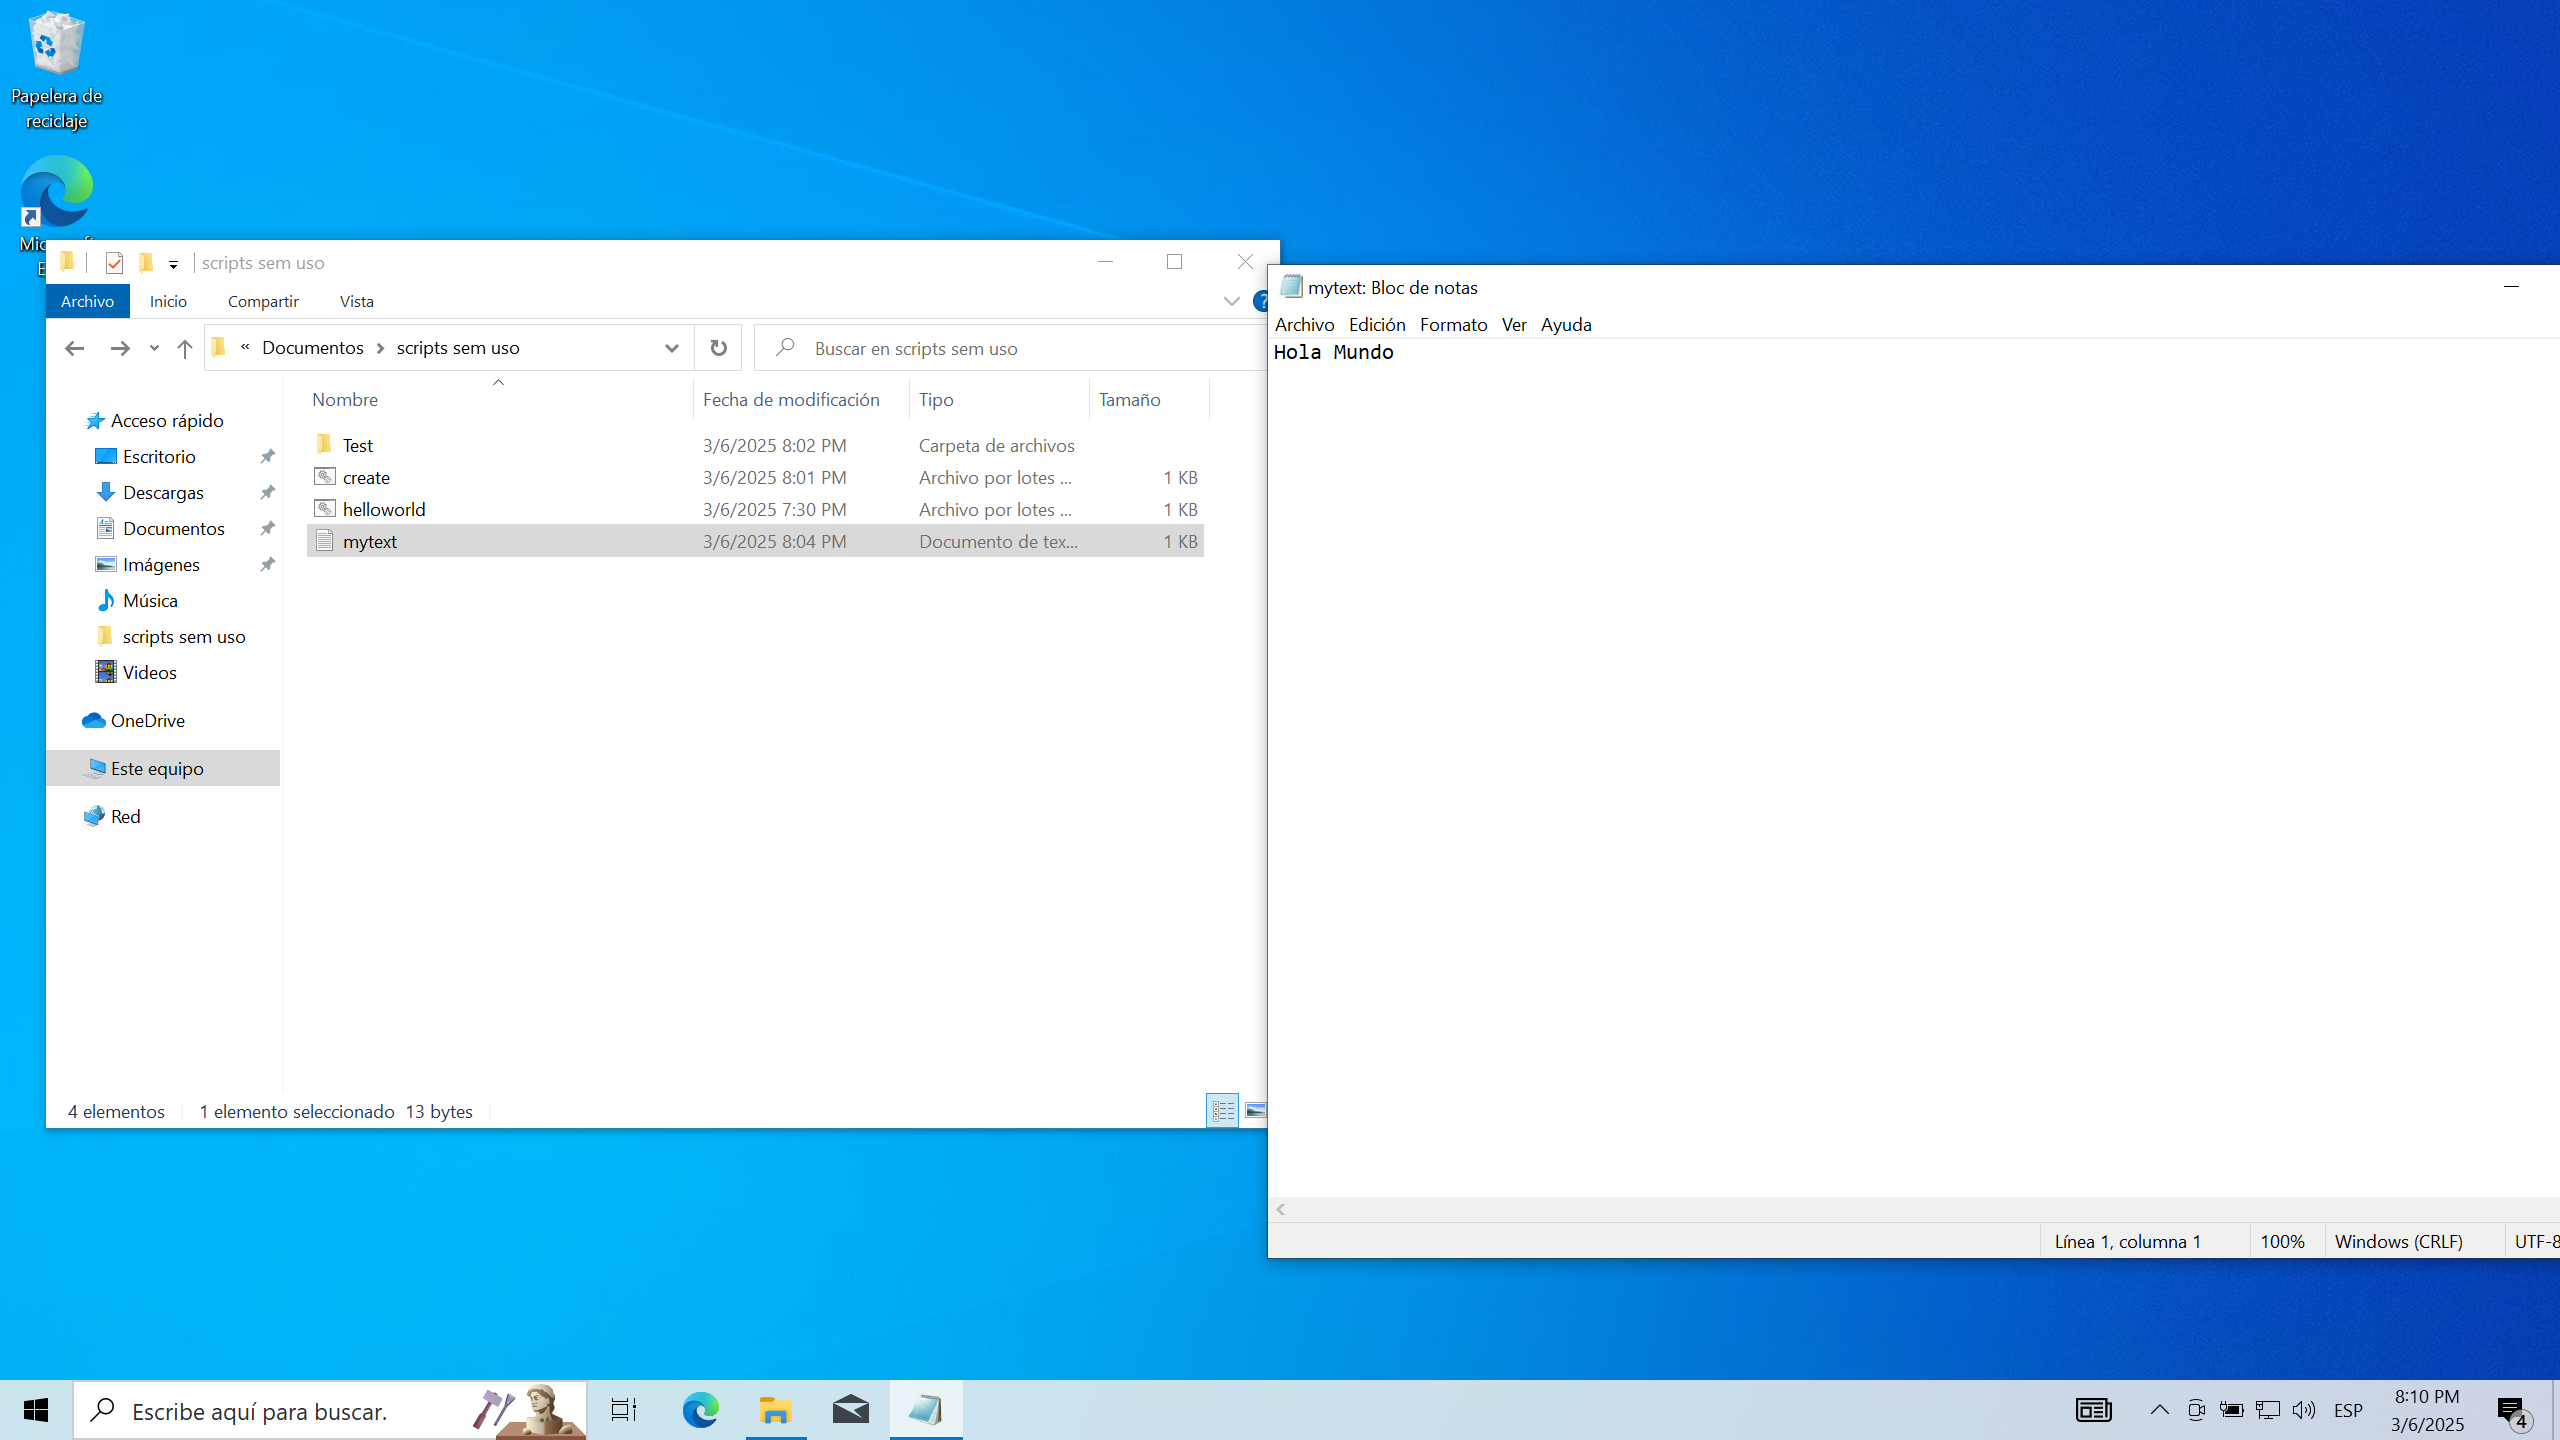 Papelera de
reciclaje
scripts sem uso
Archivo Inicio Compartir Vista
« Documentos > scripts sem uso
Buscar en scripts sem uso
Nombre Fecha de modificación Tipo Tamaño
Acceso rápido
Escritorio
Descargas
Documentos
Imágenes
Música
scripts sem uso
Videos
OneDrive
Este equipo
Red
Test 3/6/2025 8:02 PM Carpeta de archivos
create 3/6/2025 8:01 PM Archivo por lotes ... 1 KB
helloworld 3/6/2025 7:30 PM Archivo por lotes ... 1 KB
mytext 3/6/2025 8:04 PM Documento de tex... 1 KB
4 elementos 1 elemento seleccionado 13 bytes
mytext: Bloc de notas
Archivo Edición Formato Ver Ayuda
Hola Mundo
Línea 1, columna 1 100% Windows (CRLF) UTF-8
Escribe aquí para buscar.
ESP
8:10 PM
3/6/2025
4